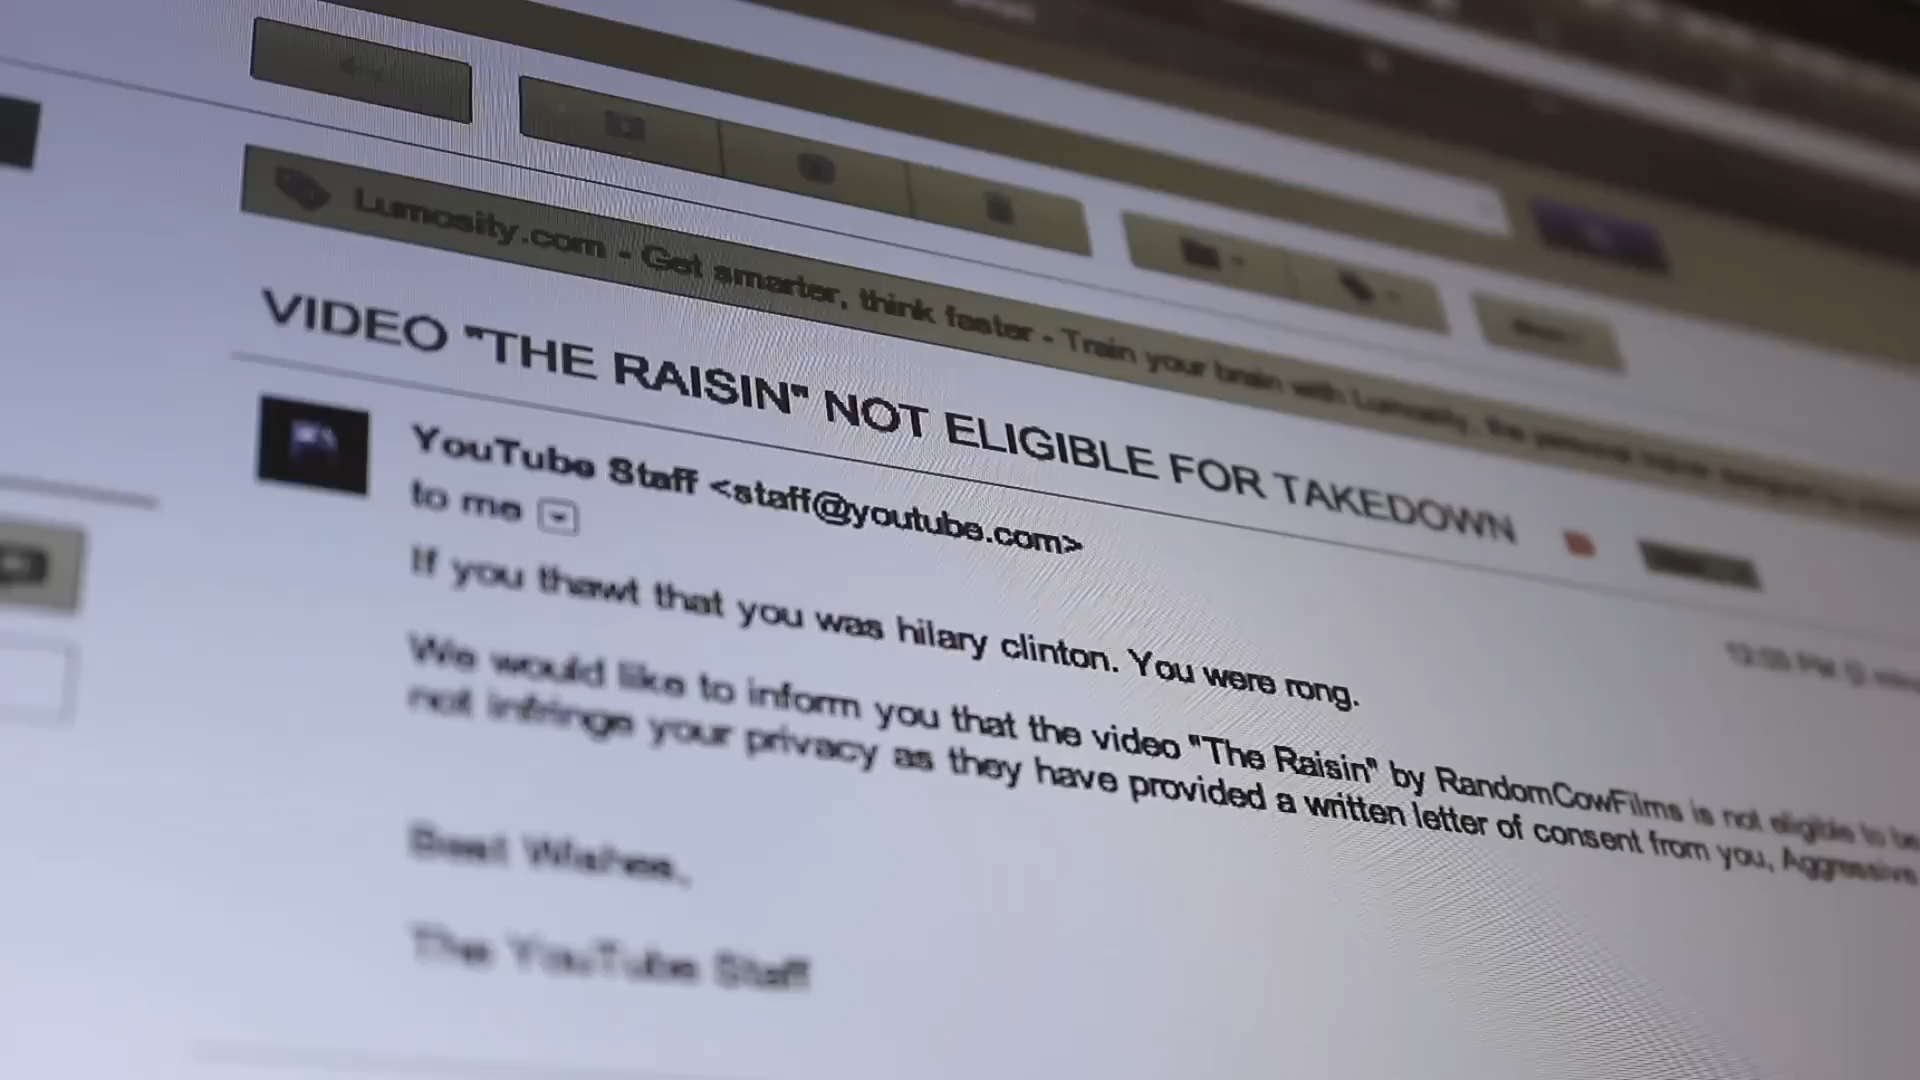 Lumosity.com - Get smarter, think faster - Train your brain with Lumosity, the personal
VIDEO "THE RAISIN" NOT ELIGIBLE FOR TAKEDOWN
YouTube Staff <staff@youtube.com>
to me
If you thawt that you was hilary clinton. You were rong.
We would like to inform you that the video "The Raisin" by RandomCowFilms is not eligible to be
not infringe your privacy as they have provided a written letter of consent from you, Aggressive
Best Wishes,
The YouTube Staff